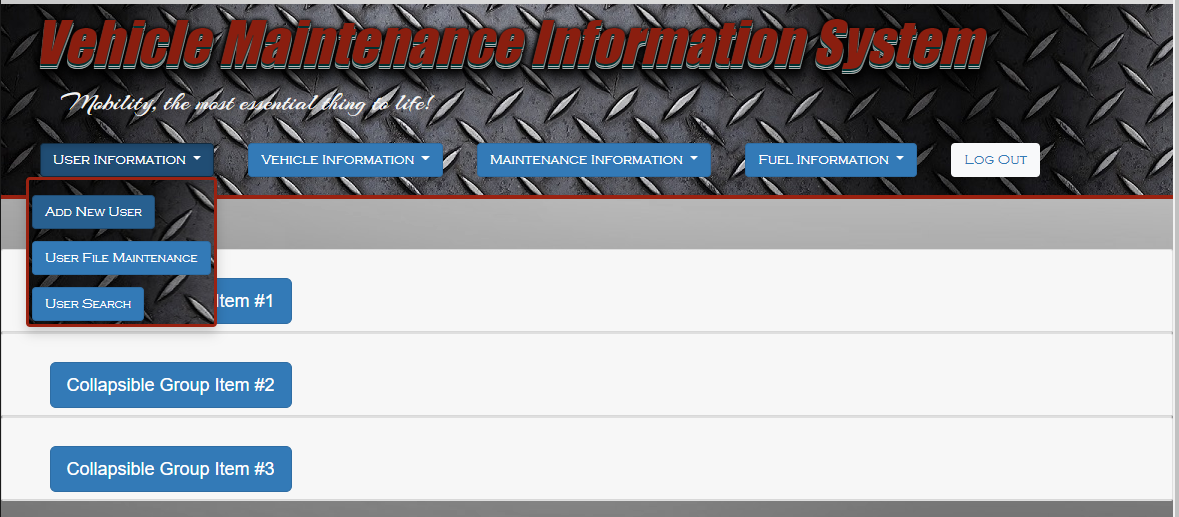 Vehicle Maintenance Information System
Mobility, the most essential thing to life!
User Information Vehicle Information Maintenance Information Fuel Information Log Out
Add New User
User File Maintenance
User Search
Item #1
Collapsible Group Item #2
Collapsible Group Item #3